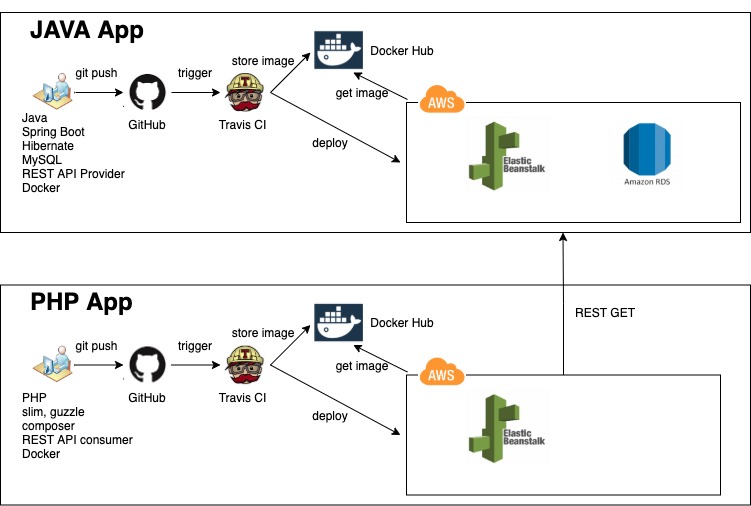 JAVA App
git push
trigger
store image
Docker Hub
get image
AWS
Java
Spring Boot
Hibernate
MySQL
REST API Provider
Docker
GitHub
T
Travis CI
deploy
Elastic
Beanstalk
Amazon RDS
REST GET
PHP App
git push
trigger
store image
Docker Hub
get image
AWS
PHP
slim, guzzle
composer
REST API consumer
Docker
GitHub
T
Travis CI
deploy
Elastic
Beanstalk